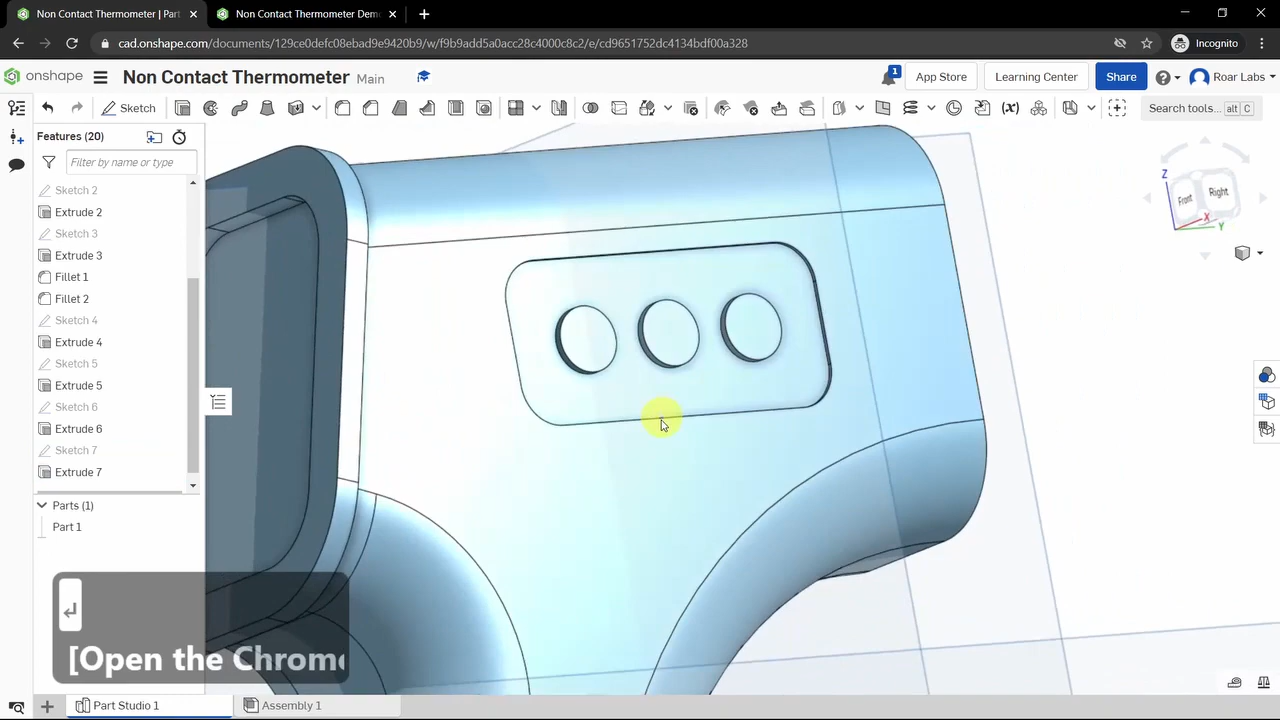 Non Contact Thermometer | Part
Non Contact Thermometer Dem
cad.onshape.com/documents/129ce0defc08ebad9e9420b9/w/f9b9add5a0acc28c4000c8c2/e/cd9651752dc4134bdf00a328
Incognito
onshape
Non Contact Thermometer
Main
1
App Store
Learning Center
Share
Roar Labs
Sketch
Search tools...
alt
C
Features (20)
Filter by name or type
Sketch 2
Extrude 2
Sketch 3
Extrude 3
Fillet 1
Fillet 2
Sketch 4
Extrude 4
Sketch 5
Extrude 5
Sketch 6
Extrude 6
Sketch 7
Extrude 7
Parts (1)
Part 1
Z
Front
Right
X
Y
[Open the Chrome
Part Studio 1
Assembly 1